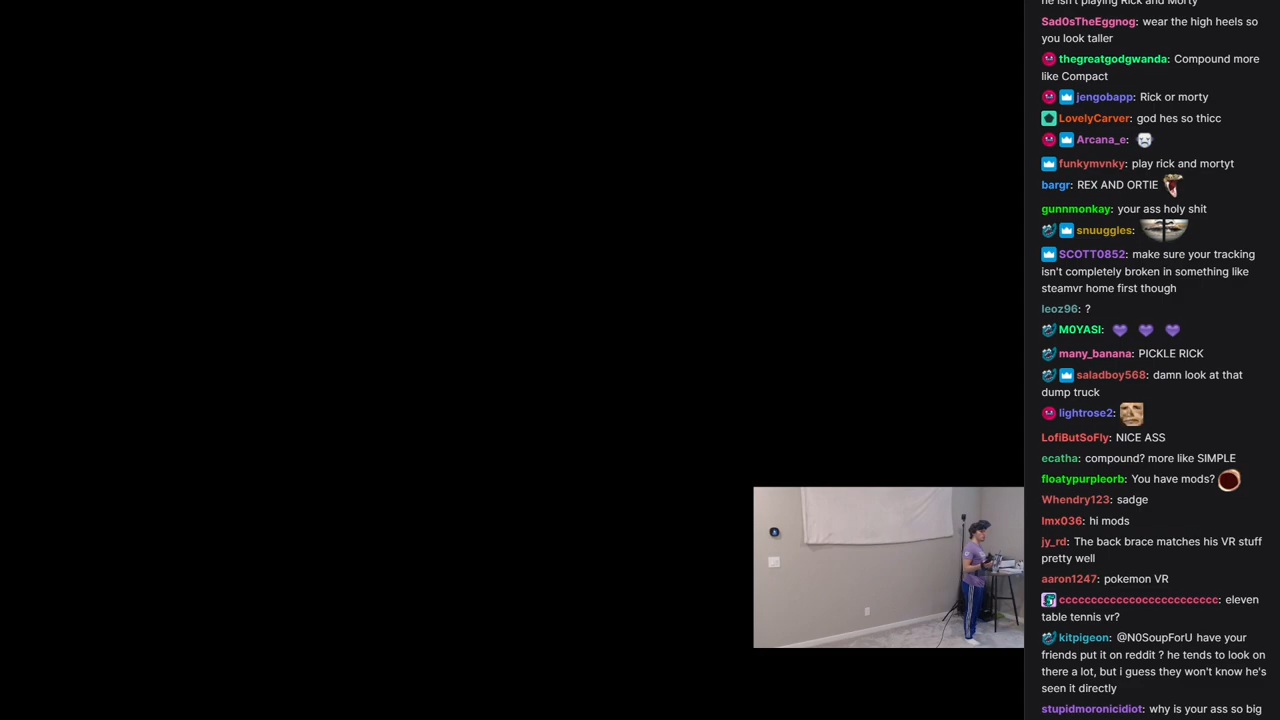 he isn't playing Rick and Morty
Sad0sTheEggnog: wear the high heels so
you look taller
thegreatgodgwanda: Compound more
like Compact
jengobapp: Rick or morty
LovelyCarver: god hes so thicc
Arcana_e:
funkymvnky: play rick and mortyt
bargr: REX AND ORTIE
gunnmonkay: your ass holy shit
snuuggles:
SCOTT0852: make sure your tracking
isn't completely broken in something like
steamvr home first though
leoz96: ?
M0YASI:
many_banana: PICKLE RICK
saladboy568: damn look at that
dump truck
lightrose2:
LofiButSoFly: NICE ASS
ecatha: compound? more like SIMPLE
floatypurpleorb: You have mods?
Whendry123: sadge
lmx036: hi mods
jy_rd: The back brace matches his VR stuff
pretty well
aaron1247: pokemon VR
ccccccccccccocccccccccccc: eleven
table tennis vr?
kitpigeon: @N0SoupForU have your
friends put it on reddit ? he tends to look on
there a lot, but i guess they won't know he's
seen it directly
stupidmoronicidiot: why is your ass so big